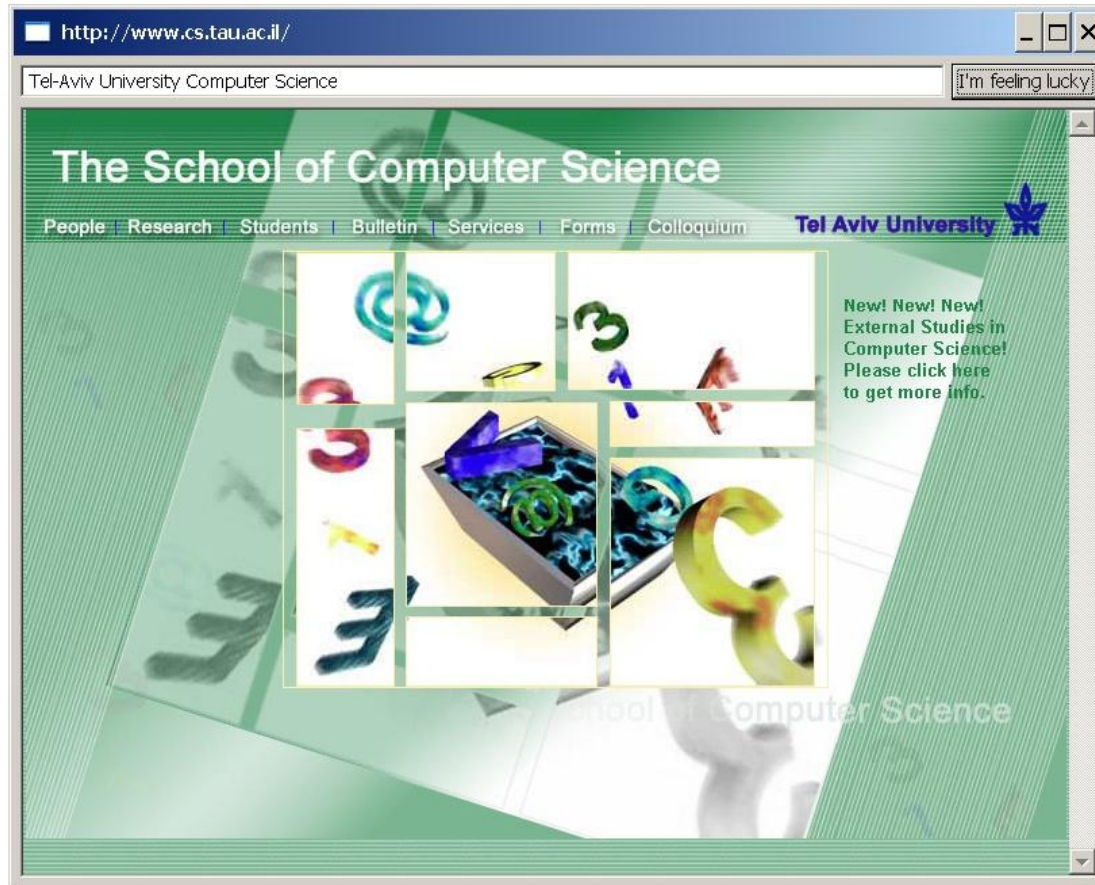 http://www.cs.tau.ac.il/
Tel-Aviv University Computer Science
I'm feeling lucky
The School of Computer Science
People | Research | Students | Bulletin | Services | Forms | Colloquium
Tel Aviv University
New! New! New!
External Studies in
Computer Science!
Please click here
to get more info.
School of Computer Science